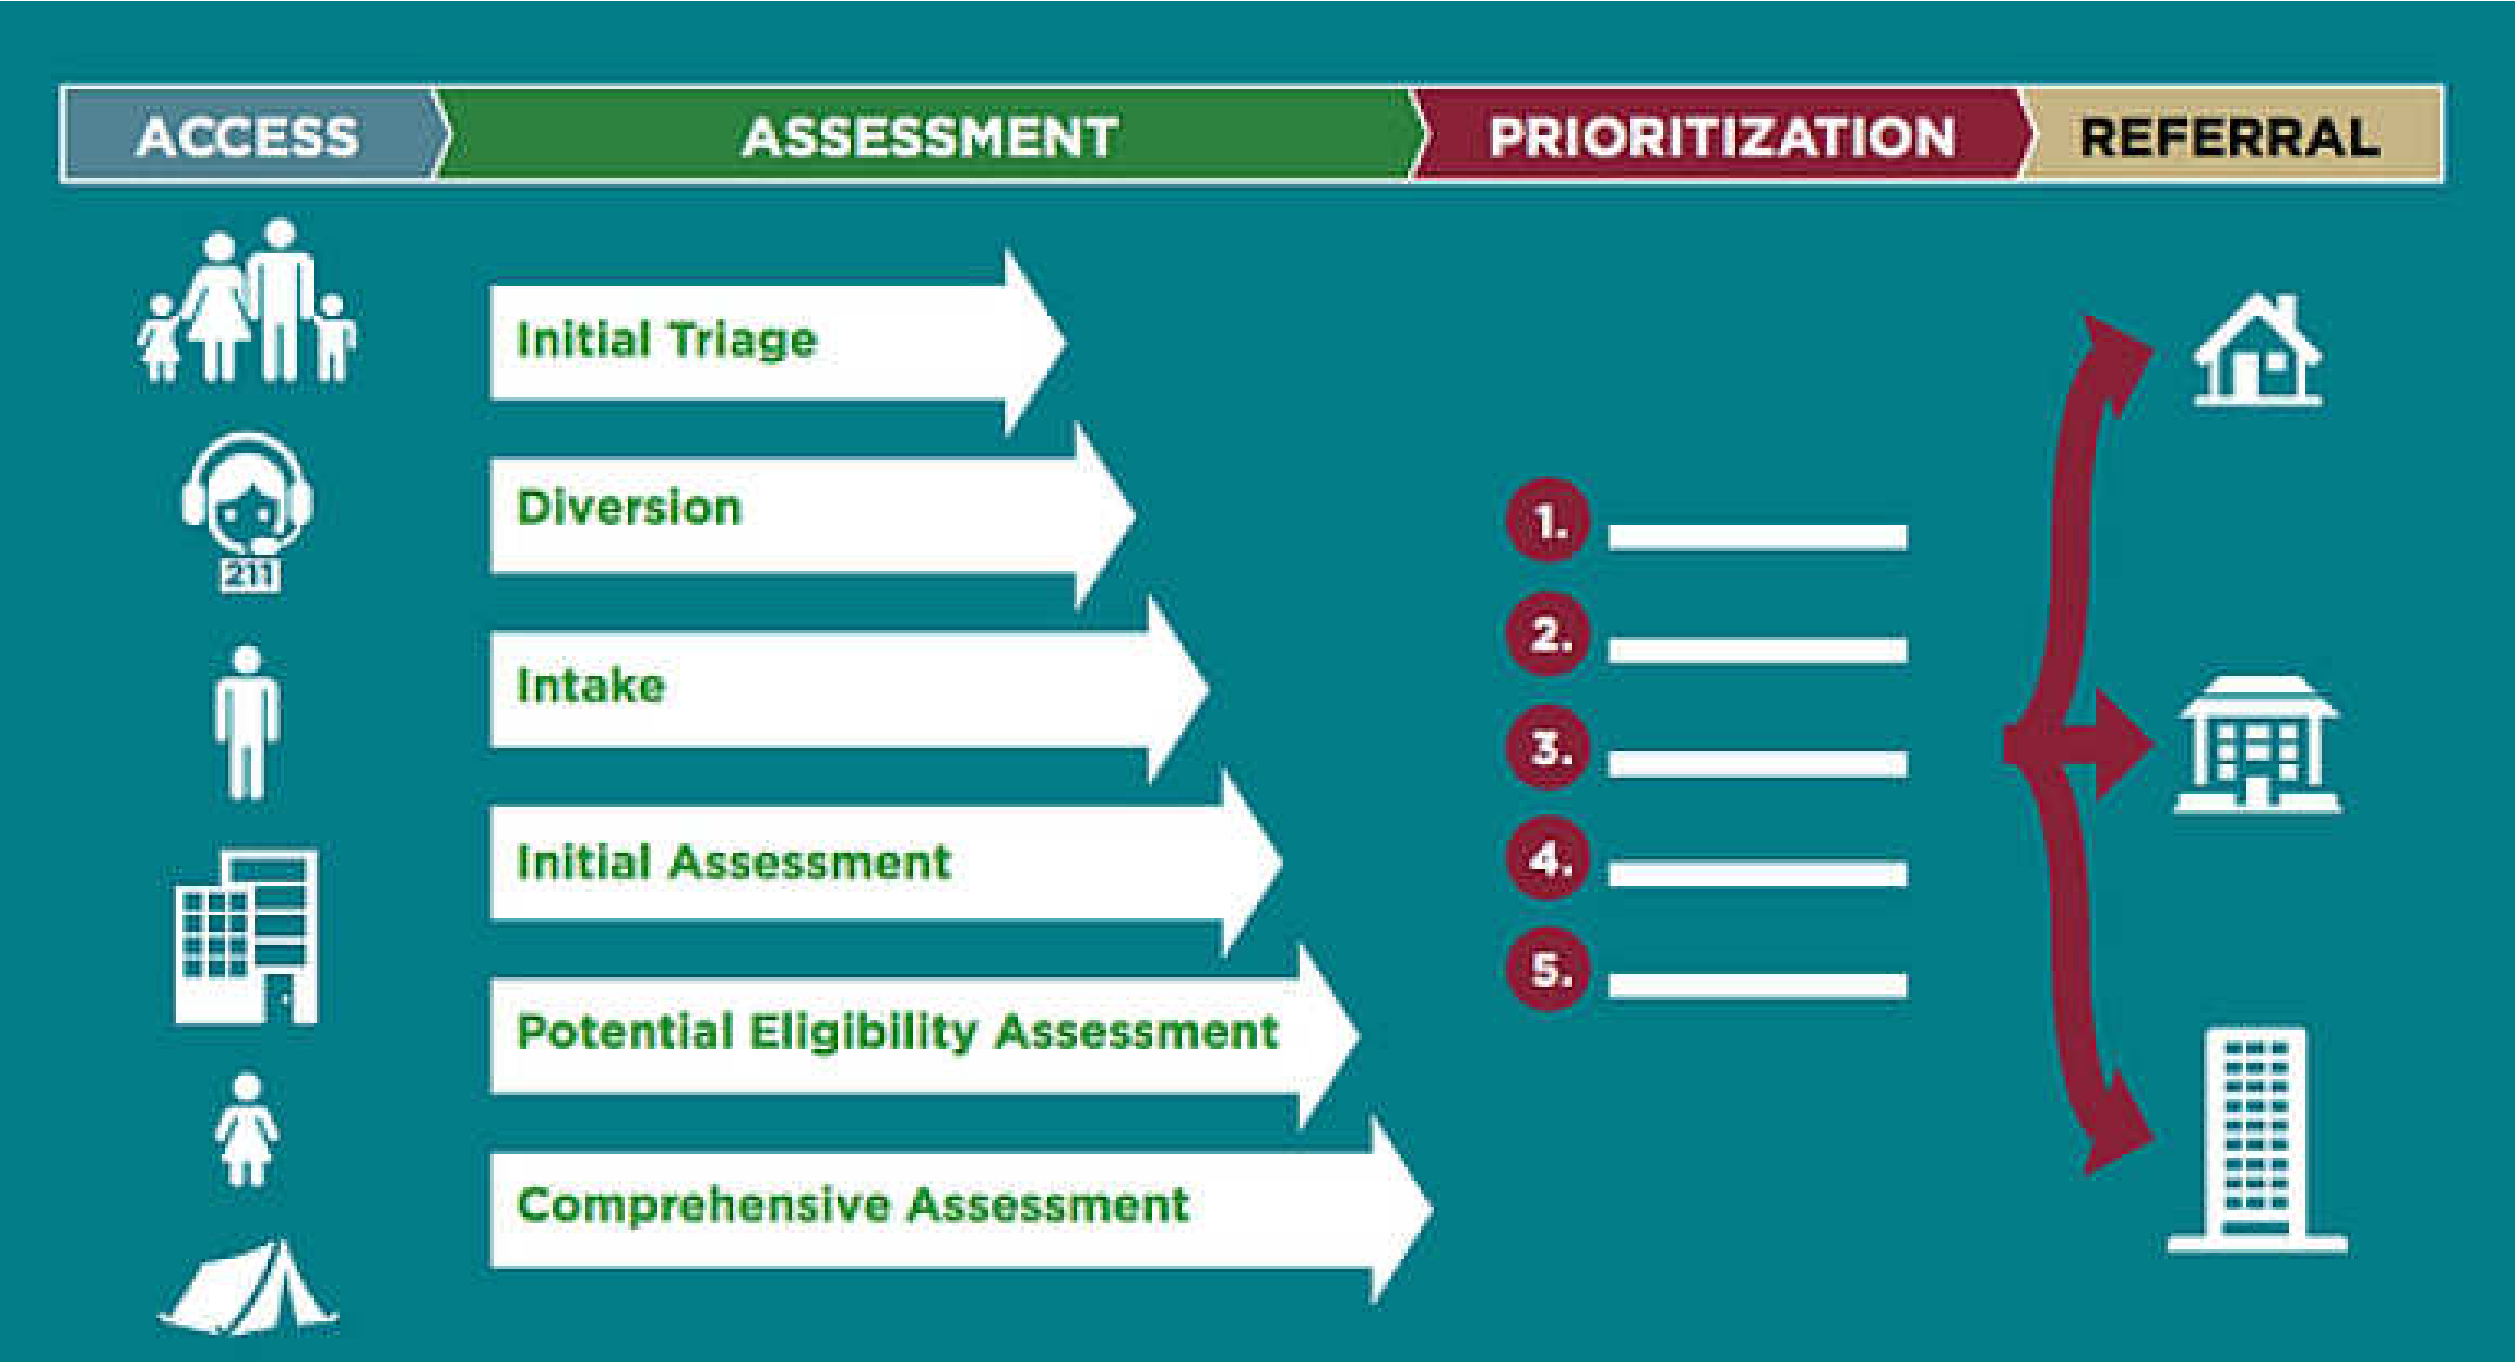 ACCESS
ASSESSMENT
PRIORITIZATION
REFERRAL
Initial Triage
Diversion
Intake
Initial Assessment
Potential Eligibility Assessment
Comprehensive Assessment
211
1.
2.
3.
4.
5.